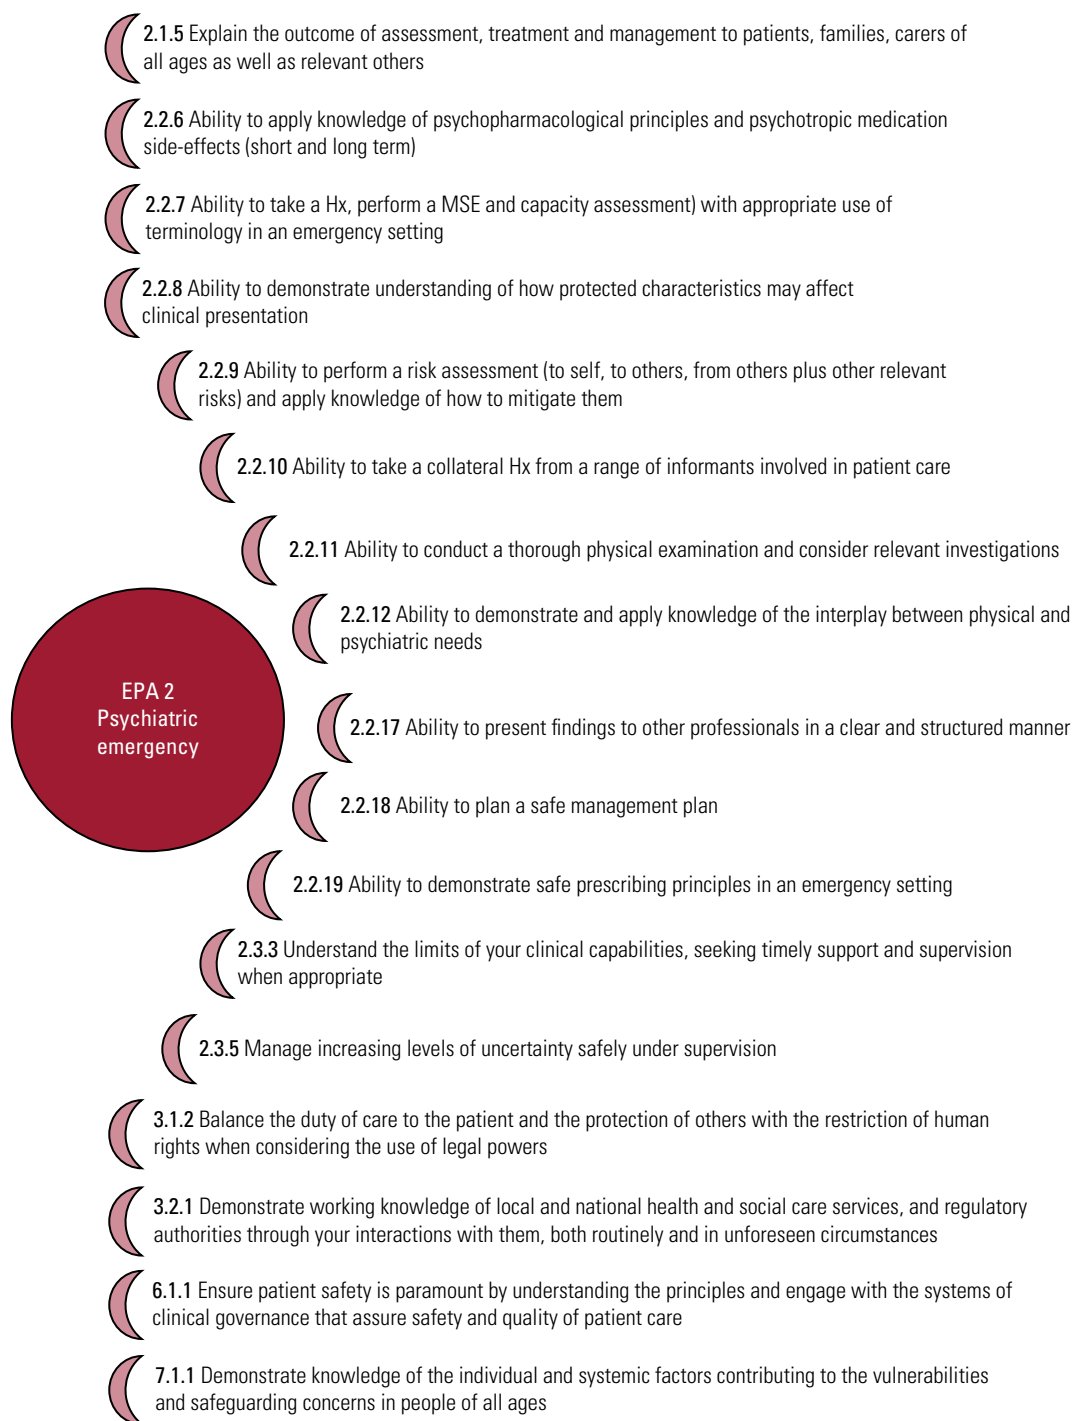 2.1.5 Explain the outcome of assessment, treatment and management to patients, families, carers of
all ages as well as relevant others
2.2.6 Ability to apply knowledge of psychopharmacological principles and psychotropic medication
side-effects (short and long term)
2.2.7 Ability to take a Hx, perform a MSE and capacity assessment) with appropriate use of
terminology in an emergency setting
2.2.8 Ability to demonstrate understanding of how protected characteristics may affect
clinical presentation
2.2.9 Ability to perform a risk assessment (to self, to others, from others plus other relevant
risks) and apply knowledge of how to mitigate them
2.2.10 Ability to take a collateral Hx from a range of informants involved in patient care
2.2.11 Ability to conduct a thorough physical examination and consider relevant investigations
2.2.12 Ability to demonstrate and apply knowledge of the interplay between physical and
psychiatric needs
EPA 2
Psychiatric
emergency
2.2.17 Ability to present findings to other professionals in a clear and structured manner
2.2.18 Ability to plan a safe management plan
2.2.19 Ability to demonstrate safe prescribing principles in an emergency setting
2.3.3 Understand the limits of your clinical capabilities, seeking timely support and supervision
when appropriate
2.3.5 Manage increasing levels of uncertainty safely under supervision
3.1.2 Balance the duty of care to the patient and the protection of others with the restriction of human
rights when considering the use of legal powers
3.2.1 Demonstrate working knowledge of local and national health and social care services, and regulatory
authorities through your interactions with them, both routinely and in unforeseen circumstances
6.1.1 Ensure patient safety is paramount by understanding the principles and engage with the systems of
clinical governance that assure safety and quality of patient care
7.1.1 Demonstrate knowledge of the individual and systemic factors contributing to the vulnerabilities
and safeguarding concerns in people of all ages